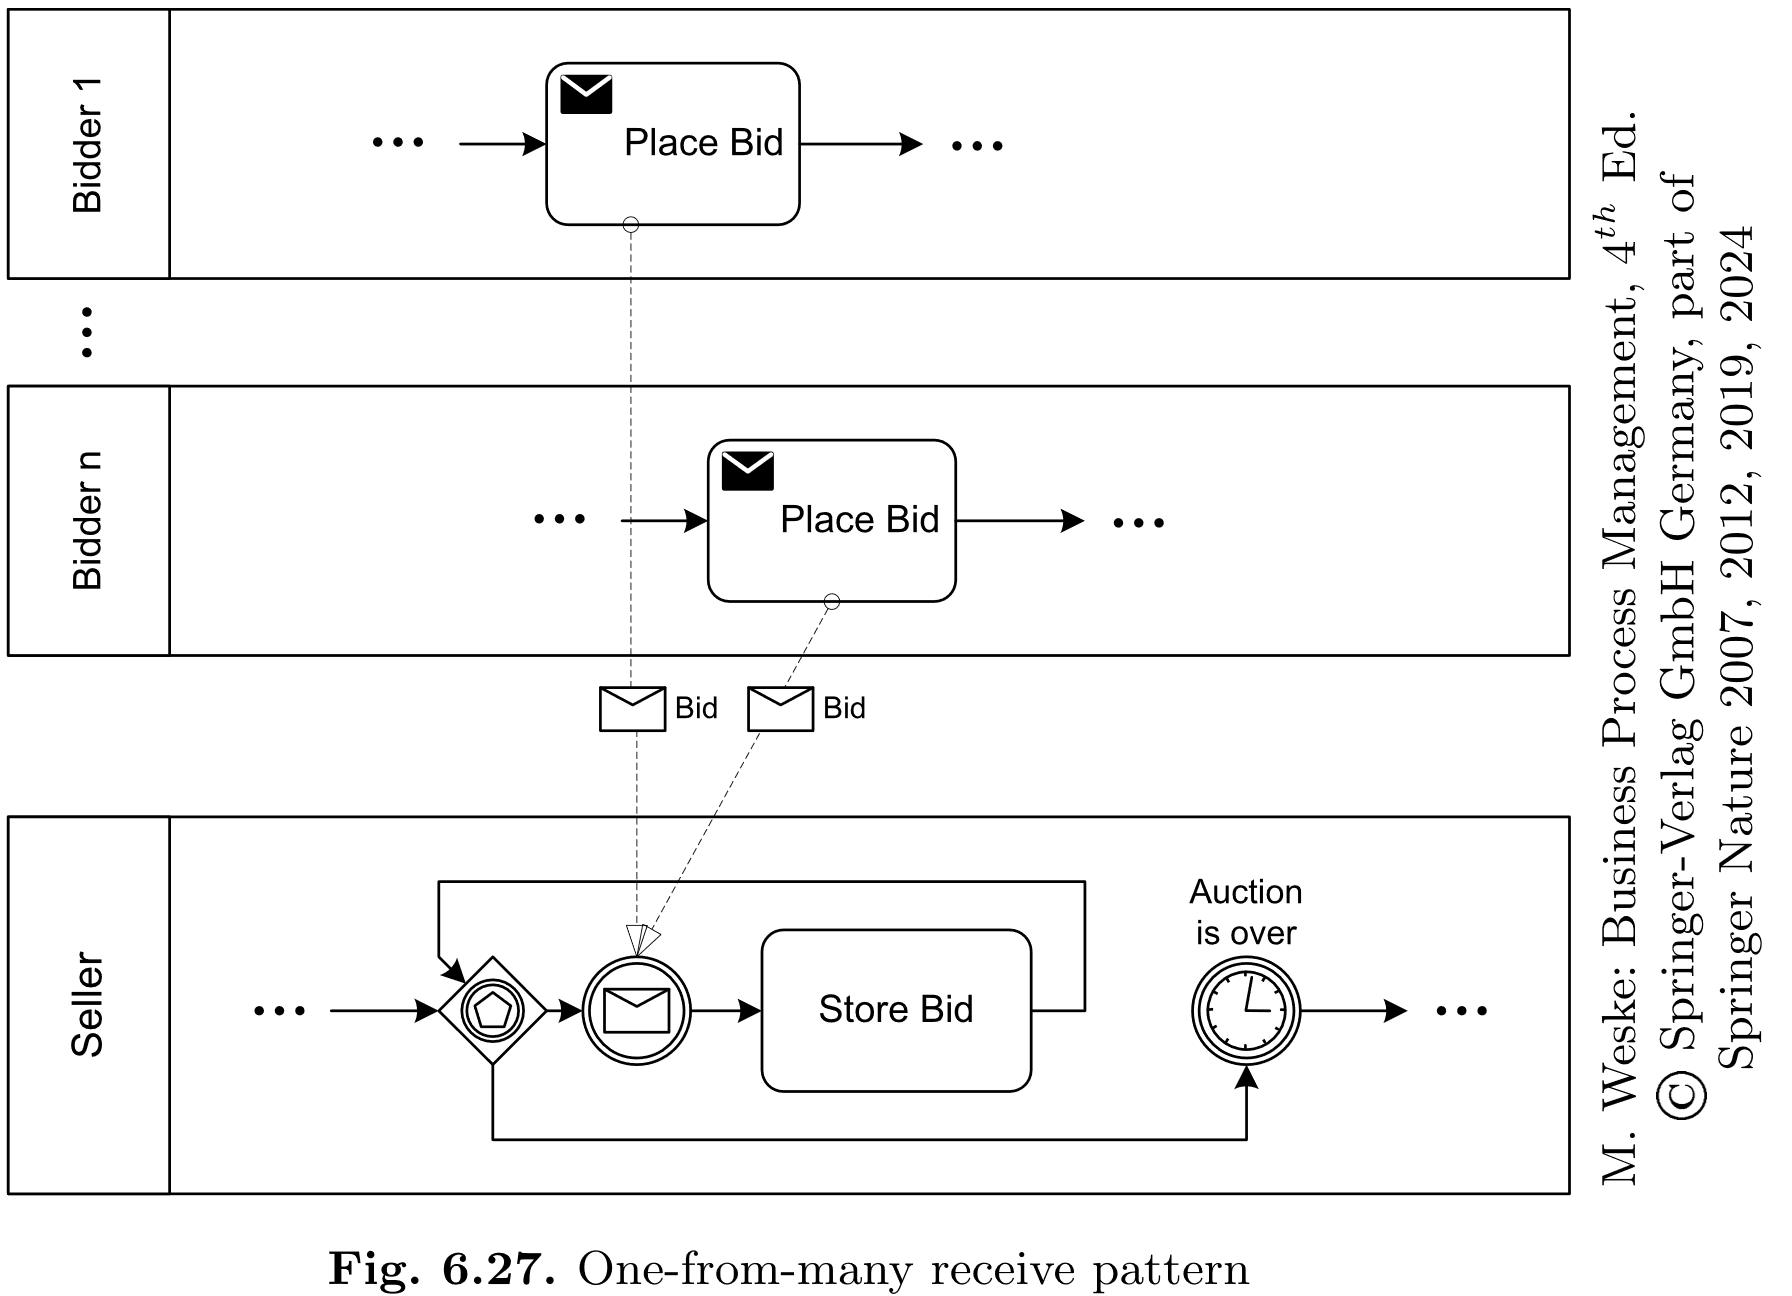 Bidder 1
Place Bid
Bidder n
Place Bid
Bid
Bid
Seller
Store Bid
Auction
is over
M. Weske: Business Process Management, 4th Ed.
© Springer-Verlag GmbH Germany, part of
Springer Nature 2007, 2012, 2019, 2024
Fig. 6.27. One-from-many receive pattern